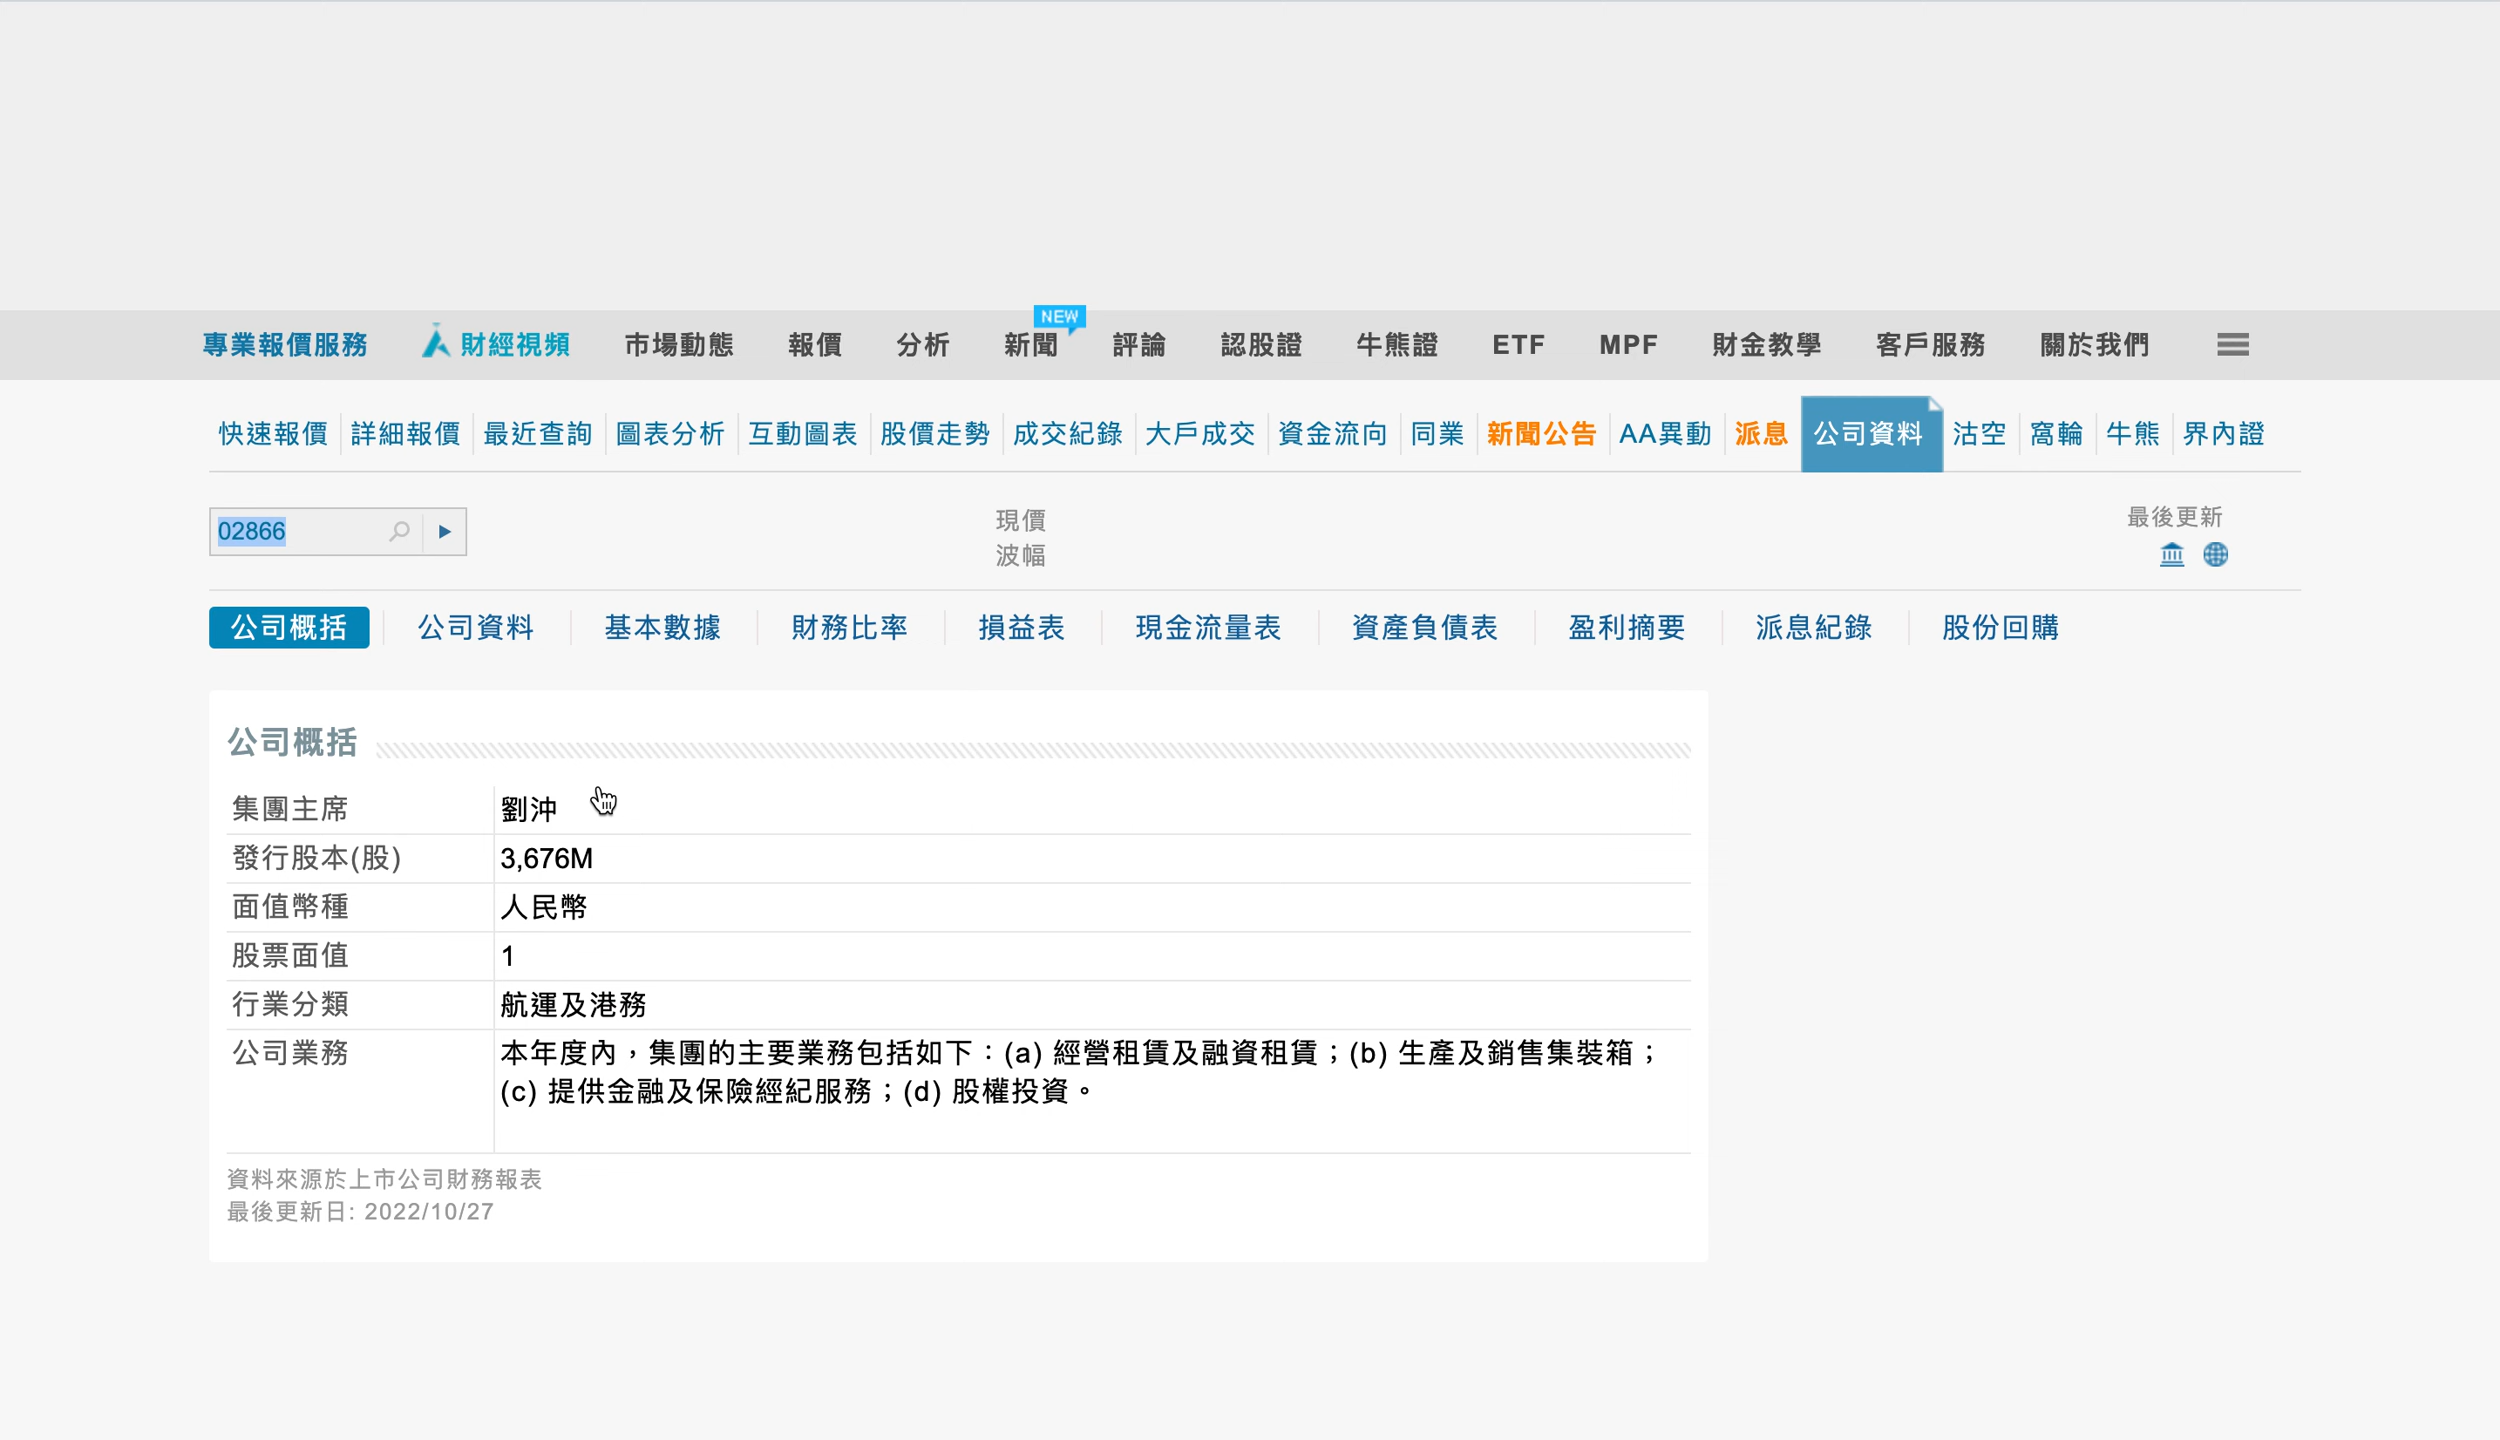 NEW
專業報價服務 財經視頻 市場動態 報價 分析 新聞 評論 認股證 牛熊證 ETF MPF 財金教學 客戶服務 關於我們
快速報價 詳細報價 最近查詢 圖表分析 互動圖表 股價走勢 成交紀錄 大戶成交 資金流向 同業 新聞公告 AA異動 派息 公司資料 沽空 窩輪 牛熊 界內證
02866 現價 最後更新
波幅
公司概括 公司資料 基本數據 財務比率 損益表 現金流量表 資產負債表 盈利摘要 派息紀錄 股份回購
公司概括
集團主席 劉沖
發行股本(股) 3,676M
面值幣種 人民幣
股票面值 1
行業分類 航運及港務
公司業務 本年度內，集團的主要業務包括如下：(a) 經營租賃及融資租賃；(b) 生產及銷售集裝箱；
(c) 提供金融及保險經紀服務；(d) 股權投資。
資料來源於上市公司財務報表
最後更新日: 2022/10/27